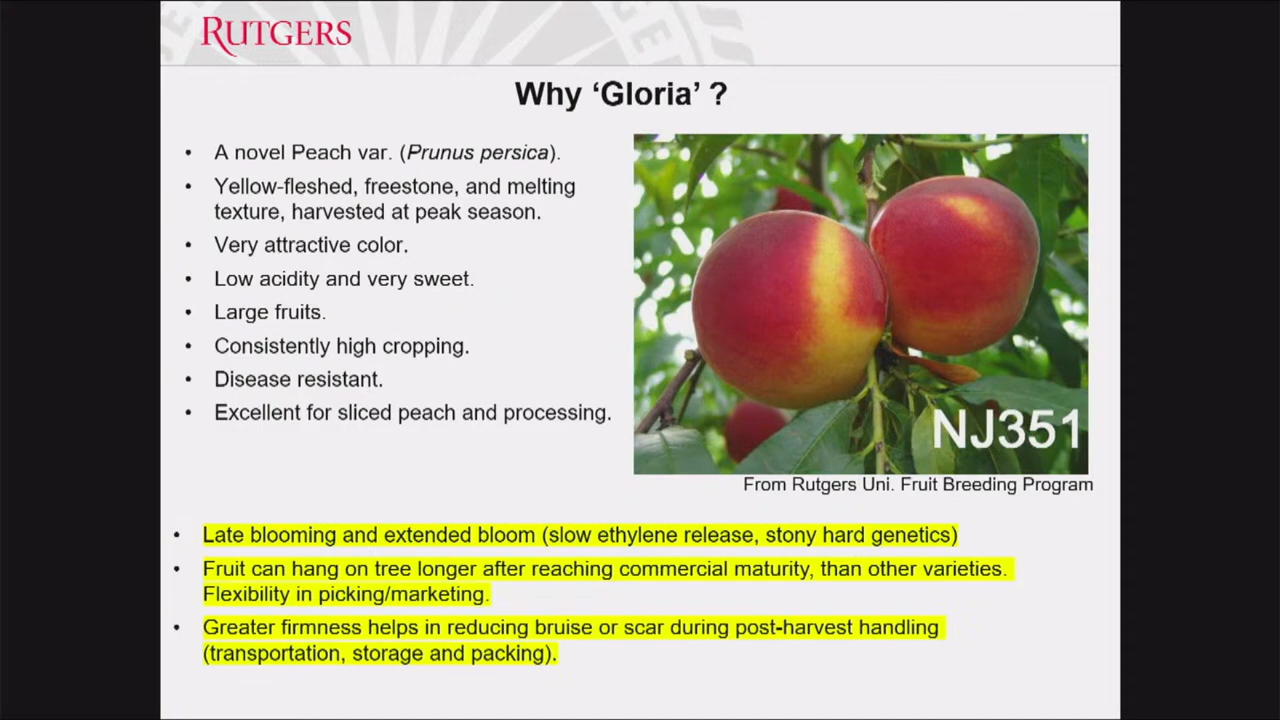 RUTGERS
Why ‘Gloria’ ?
• A novel Peach var. (Prunus persica).
• Yellow-fleshed, freestone, and melting
texture, harvested at peak season.
• Very attractive color.
• Low acidity and very sweet.
• Large fruits.
• Consistently high cropping.
• Disease resistant.
• Excellent for sliced peach and processing.
NJ351
From Rutgers Uni. Fruit Breeding Program
• Late blooming and extended bloom (slow ethylene release, stony hard genetics)
• Fruit can hang on tree longer after reaching commercial maturity, than other varieties.
Flexibility in picking/marketing.
• Greater firmness helps in reducing bruise or scar during post-harvest handling
(transportation, storage and packing).